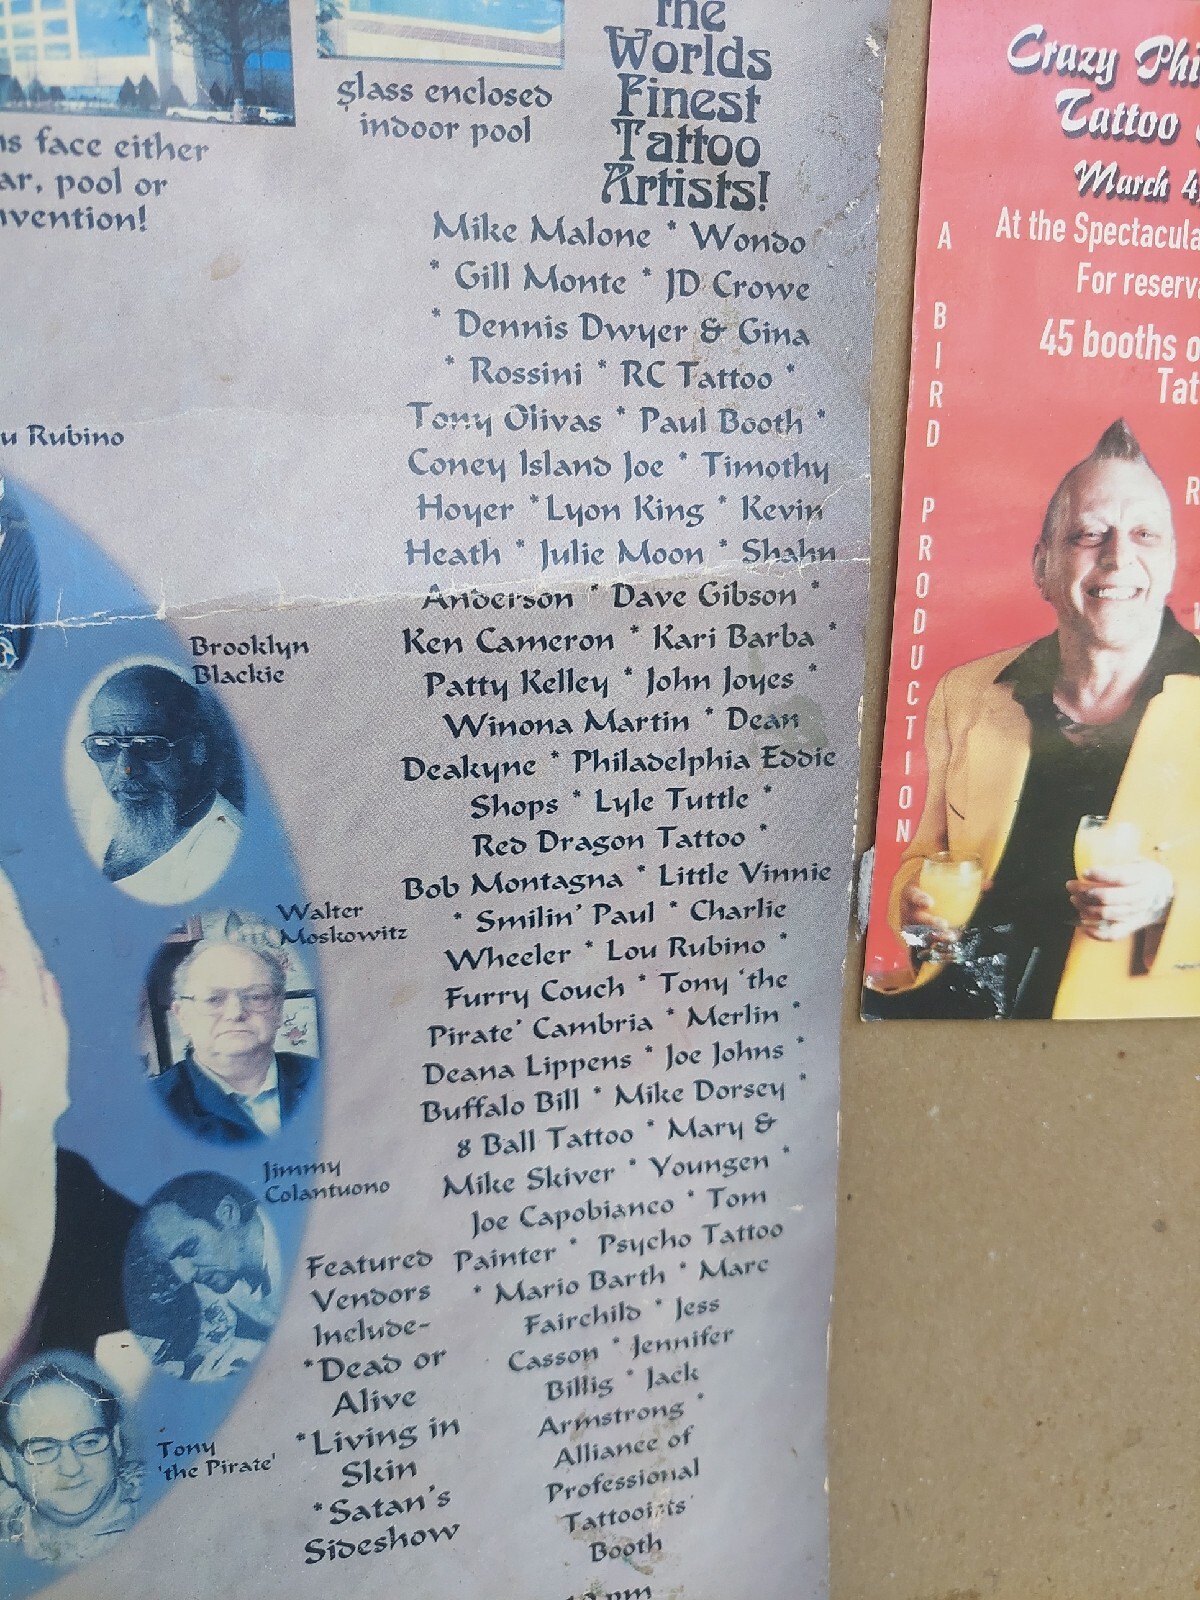 glass enclosed
indoor pool
face either
pool or
The
Worlds
Finest
Tattoo
Artists!
Mike Malone * Wondo
* Gill Monte * JD Crowe
* Dennis Dwyer & Gina
* Rossini * RC Tattoo *
Tony Olivas * Paul Booth *
Coney Island Joe * Timothy
Hoyer * Lyon King * Kevin
Heath * Julie Moon * Shahn
Anderson * Dave Gibson *
Ken Cameron * Kari Barba *
Patty Kelley * John Joyes *
Winona Martin * Dean
Deakyne * Philadelphia Eddie
Shops * Lyle Tuttle *
Red Dragon Tattoo *
Bob Montagna * Little Vinnie
* Smilin' Paul * Charlie
Wheeler * Lou Rubino *
Furry Couch * Tony 'the
Pirate' Cambria * Merlin *
Deana Lippens * Joe Johns *
Buffalo Bill * Mike Dorsey *
8 Ball Tattoo * Mary &
Mike Skiver * Youngen *
Joe Capobianco * Tom
Painter * Psycho Tattoo
* Mario Barth * Marc
Fairchild * Jess
Casson * Jennifer
Billig * Jack
Armstrong *
Alliance of
Professional
Tattooists'
Booth
pm
Rubino
Brooklyn
Blackie
Walter
Moskowitz
Jimmy
Colantuono
Tony
'the Pirate'
Featured
Vendors
Include-
*Dead or
Alive
*Living in
Skin
*Satan's
Sideshow
Crazy
Tattoo
March 4,
At the
For
45 booths
A BIRD PRODUCTION